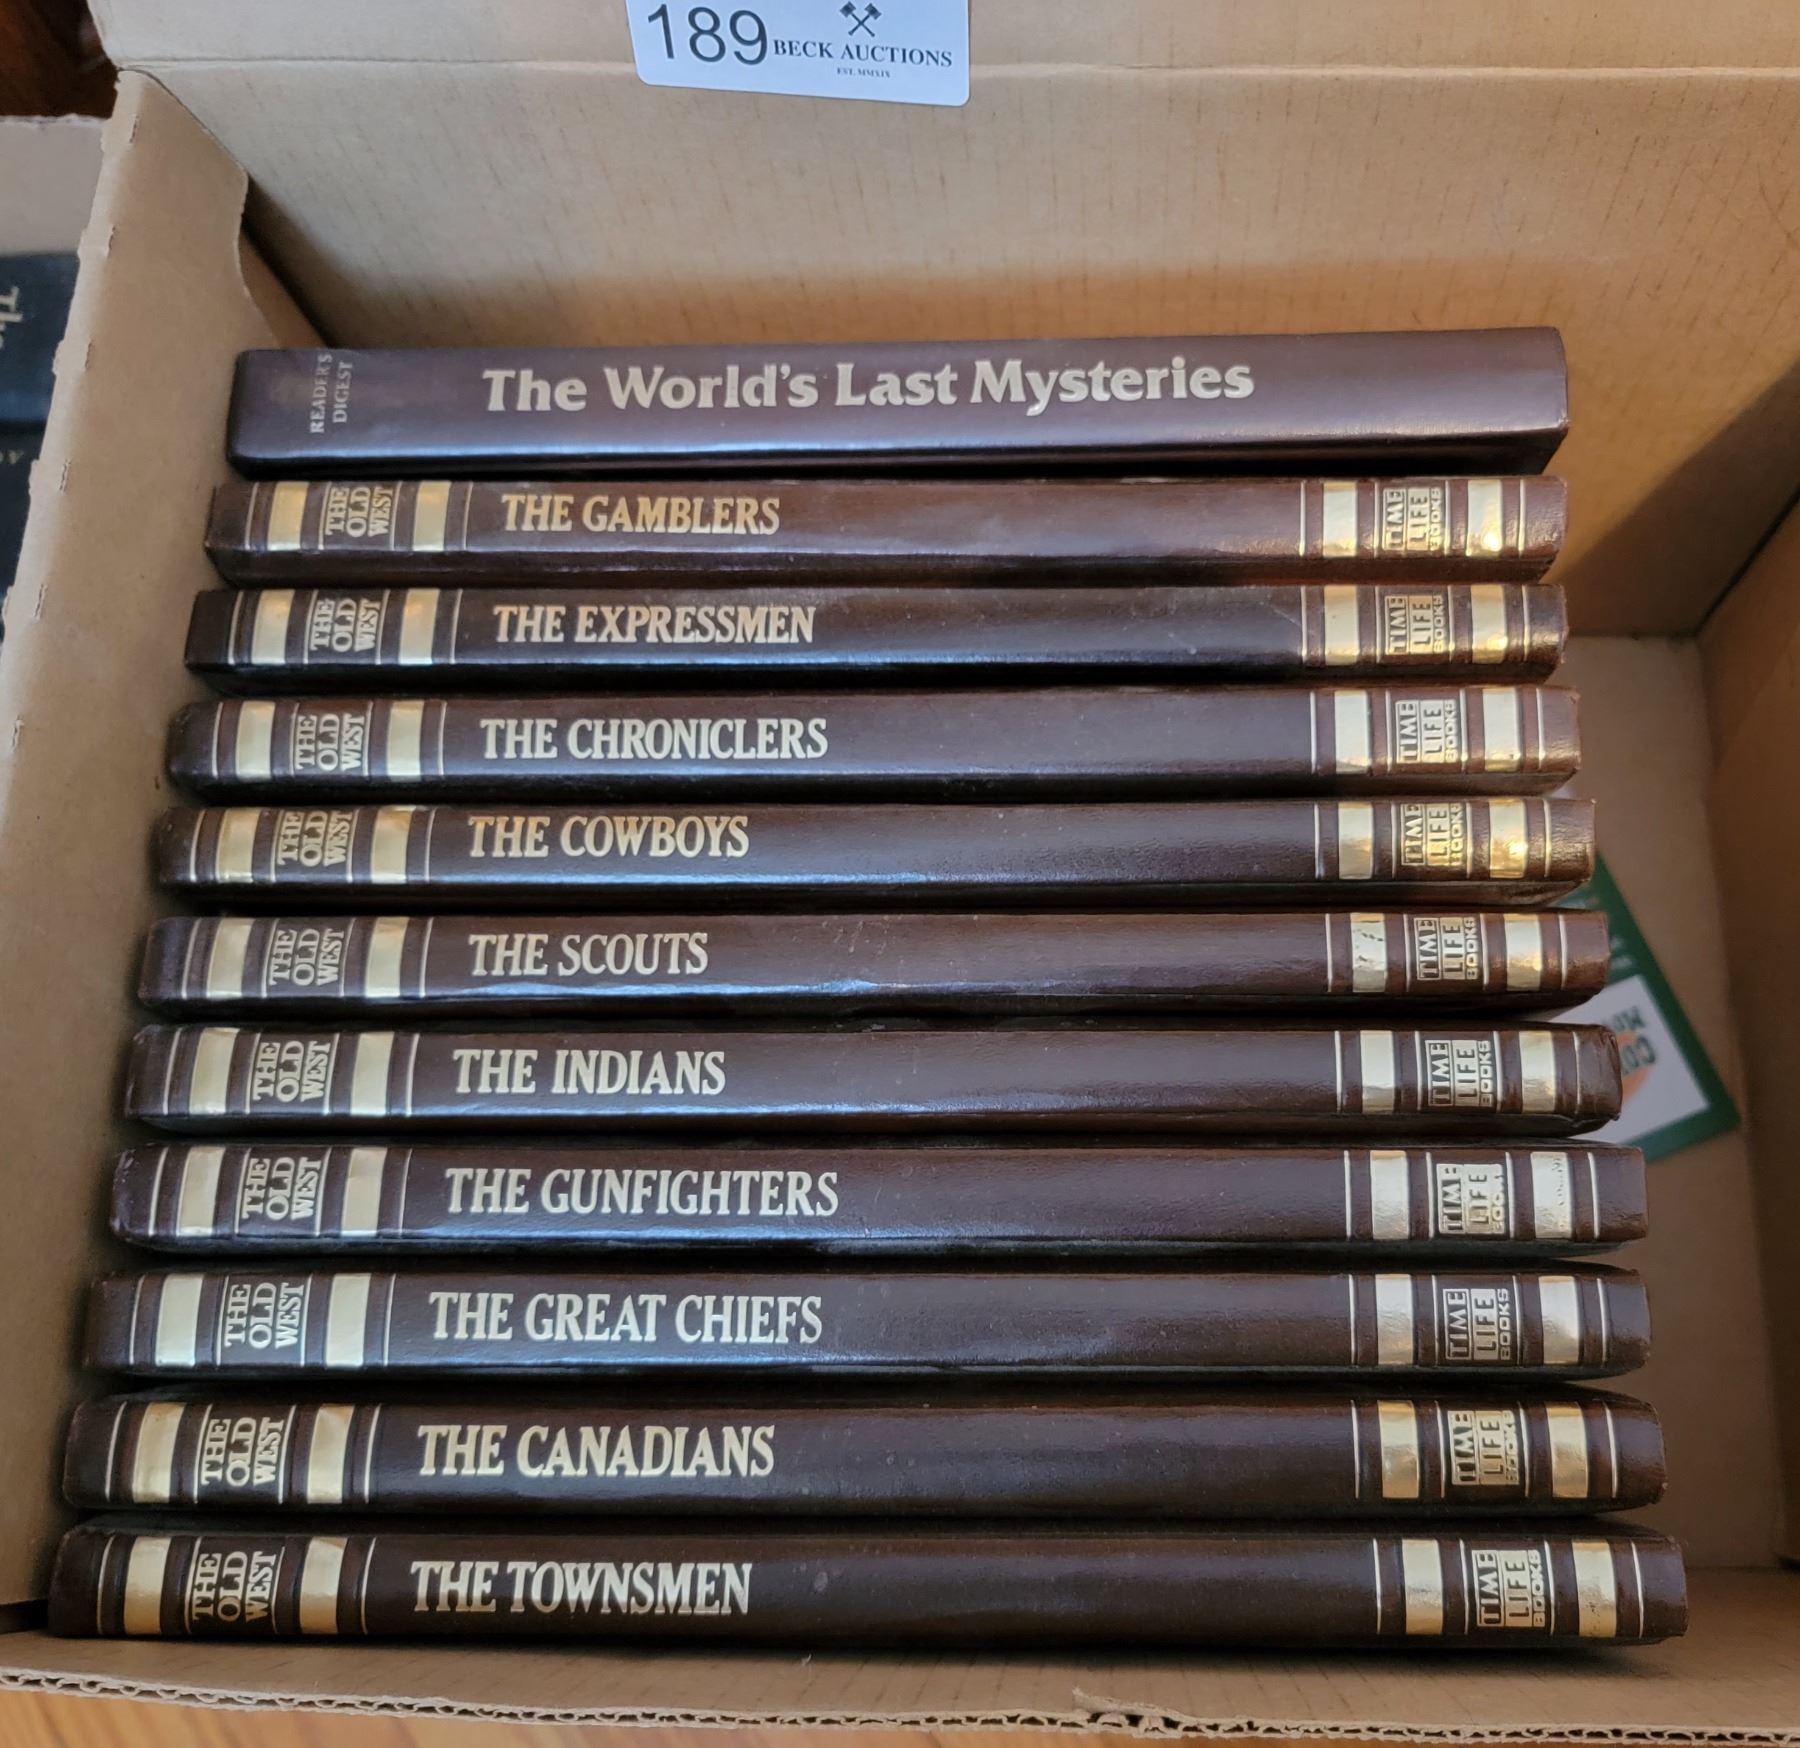 189
BECK AUCTIONS
EST. MMXIX
READER'S
DIGEST
The World's Last Mysteries
THE
OLD
WEST
THE GAMBLERS
TIME
LIFE
BOOKS
THE
OLD
WEST
THE EXPRESSMEN
TIME
LIFE
BOOKS
THE
OLD
WEST
THE CHRONICLERS
TIME
LIFE
BOOKS
THE
OLD
WEST
THE COWBOYS
TIME
LIFE
BOOKS
THE
OLD
WEST
THE SCOUTS
TIME
LIFE
BOOKS
THE
OLD
WEST
THE INDIANS
TIME
LIFE
BOOKS
THE
OLD
WEST
THE GUNFIGHTERS
TIME
LIFE
BOOKS
THE
OLD
WEST
THE GREAT CHIEFS
TIME
LIFE
BOOKS
THE
OLD
WEST
THE CANADIANS
TIME
LIFE
BOOKS
THE
OLD
WEST
THE TOWNSMEN
TIME
LIFE
BOOKS